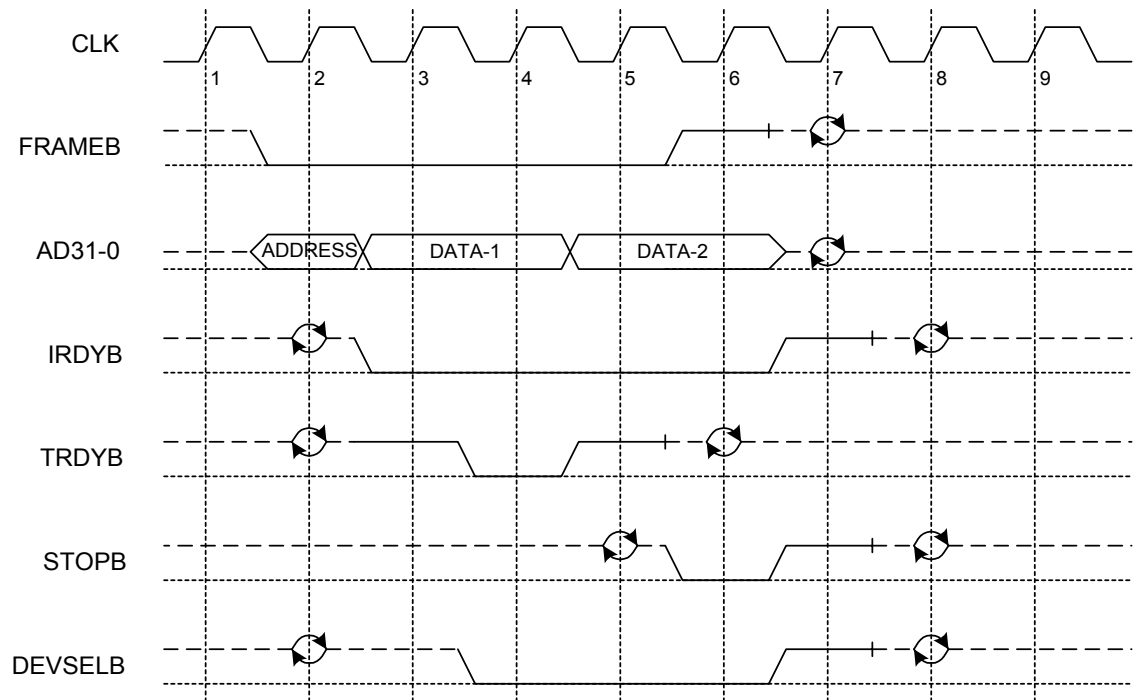 CLK
1 2 3 4 5 6 7 8 9
FRAMEB
AD31-0 ADDRESS DATA-1 DATA-2
IRDYB
TRDYB
STOPB
DEVSELB